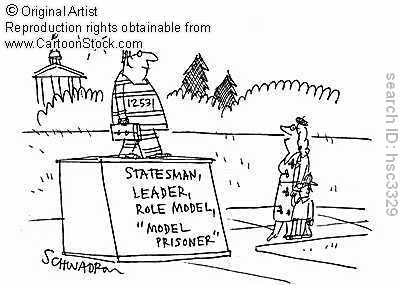 © Original Artist
Reproduction rights obtainable from
www.CartoonStock.com
12531
STATESMAN,
LEADER,
ROLE MODEL,
"MODEL
PRISONER"
SCHWADRON
search ID: hsc3329